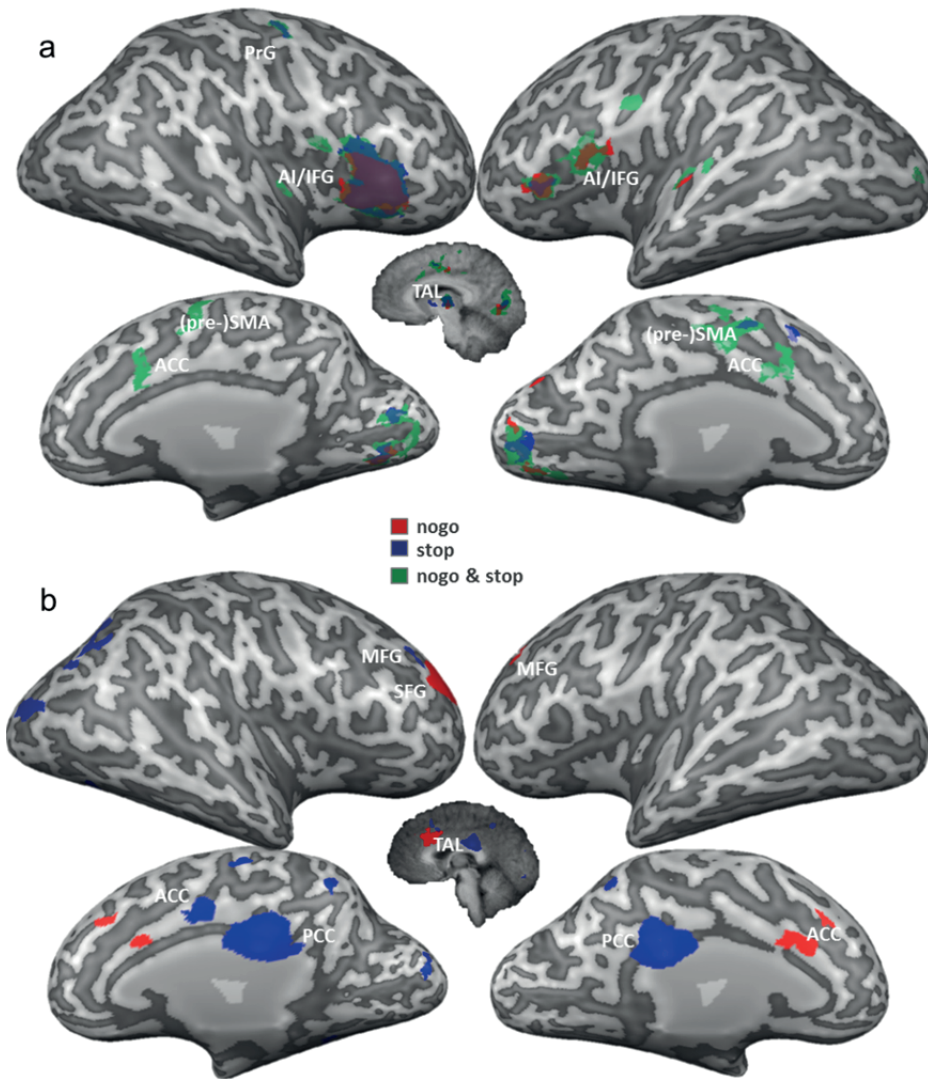 a
PrG
AI/IFG
AI/IFG
TAL
(pre-)SMA
ACC
(pre-)SMA
ACC
nogo
stop
nogo & stop
b
MFG
SFG
MFG
TAL
ACC
PCC
PCC
ACC